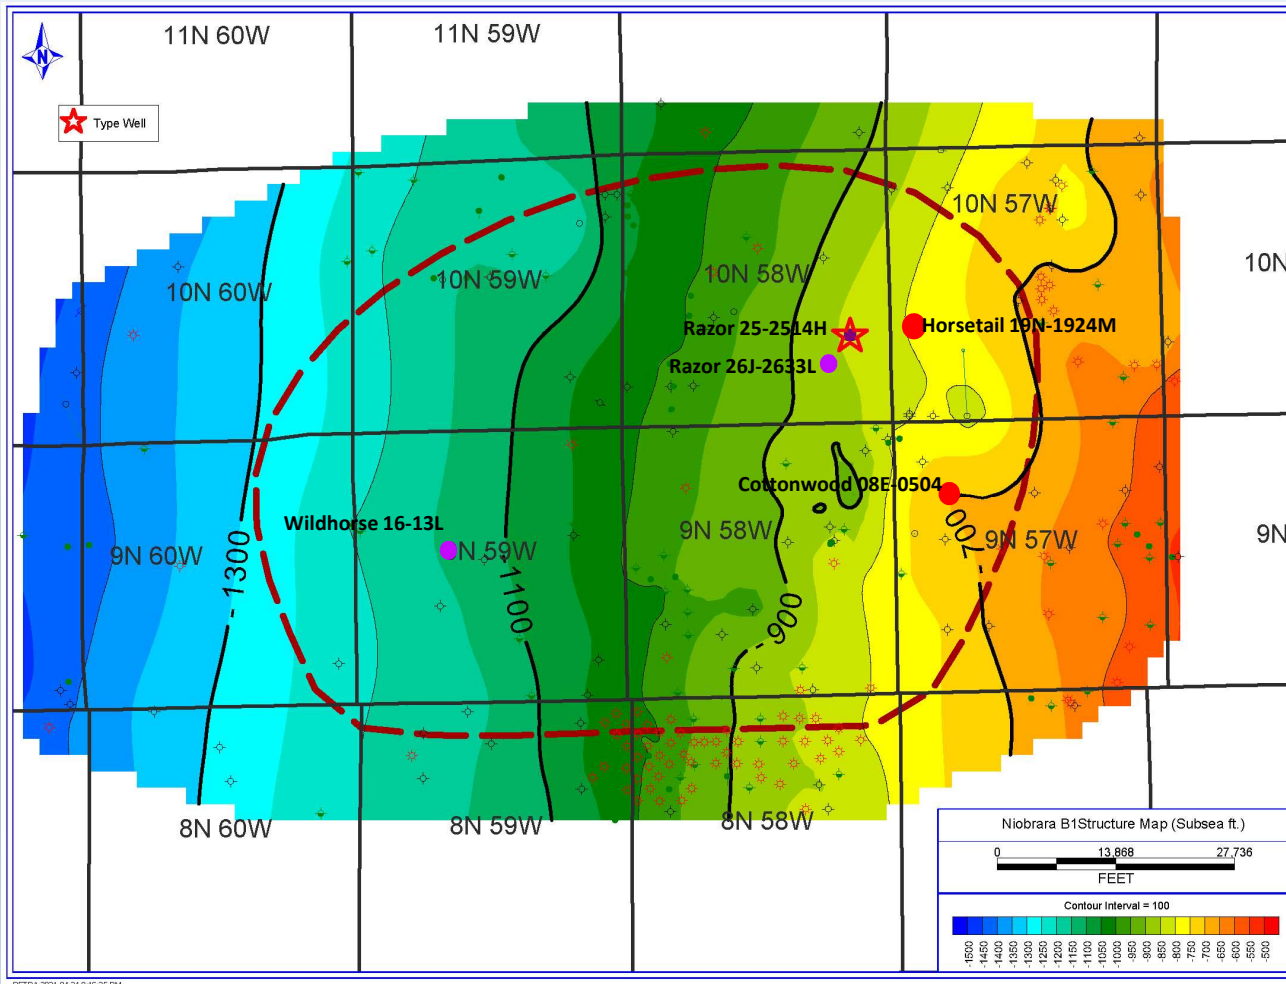 11N 60W
11N 59W
N
Type Well
10N 57W
10N
10N 60W
10N 59W
10N 58W
Razor 25-2514H
Horsetail 19N-1924M
Razor 26J-2633L
Cottonwood 08E-0504
Wildhorse 16-13L
9N 60W
N 59W
9N 58W
9N 57W
9N
- 1300
- 1100
- 900
- 700
8N 60W
8N 59W
8N 58W
Niobrara B1Structure Map (Subsea ft.)
0 13,868 27,736
FEET
Contour Interval = 100
-1500 -1450 -1400 -1350 -1300 -1250 -1200 -1150 -1100 -1050 -1000 -950 -900 -850 -800 -750 -700 -650 -600 -550 -500